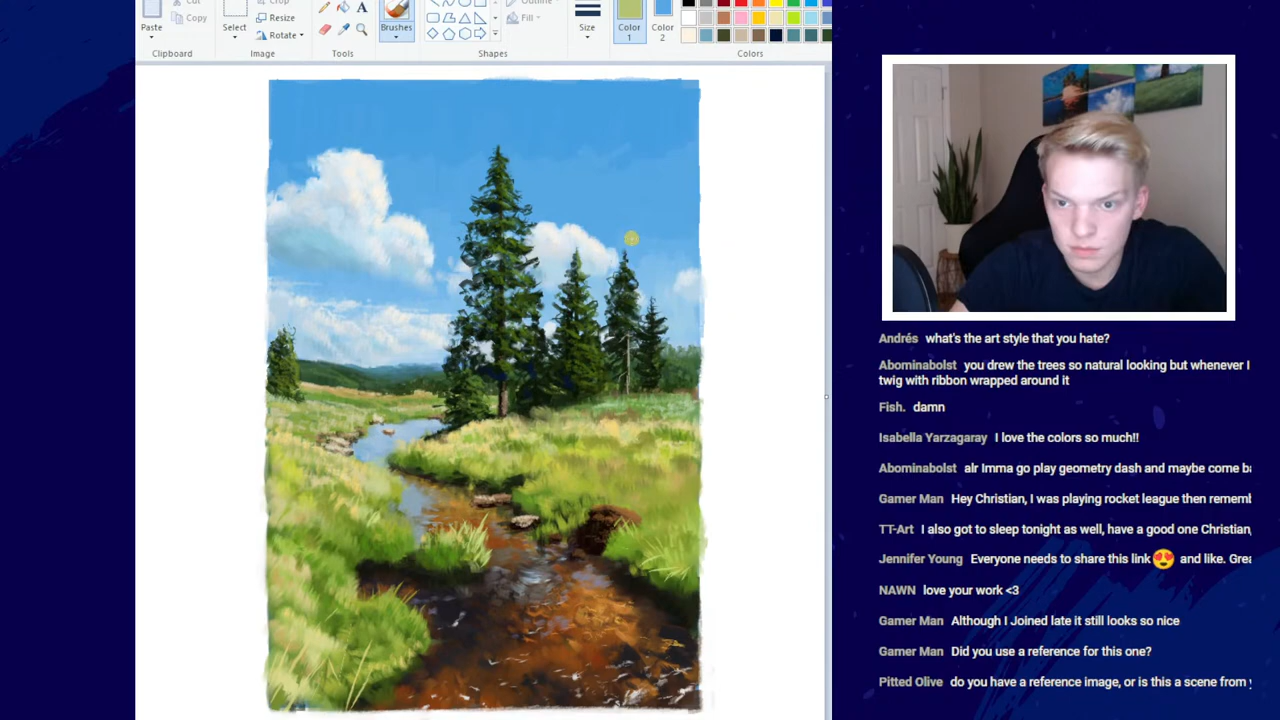 Cut
Crop
Outline
Paste
Copy
Select
Resize
Rotate
A
Brushes
Fill
Size
Color
1
Color
2
Clipboard
Image
Tools
Shapes
Colors
Andrés what's the art style that you hate?
Abominabolst you drew the trees so natural looking but whenever I
twig with ribbon wrapped around it
Fish. damn
Isabella Yarzagaray I love the colors so much!!
Abominabolst alr Imma go play geometry dash and maybe come
Gamer Man Hey Christian, I was playing rocket league then rememb
TT-Art I also got to sleep tonight as well, have a good one Christian,
Jennifer Young Everyone needs to share this link😍 and like. Grea
NAWN love your work <3
Gamer Man Although I Joined late it still looks so nice
Gamer Man Did you use a reference for this one?
Pitted Olive do you have a reference image, or is this a scene from